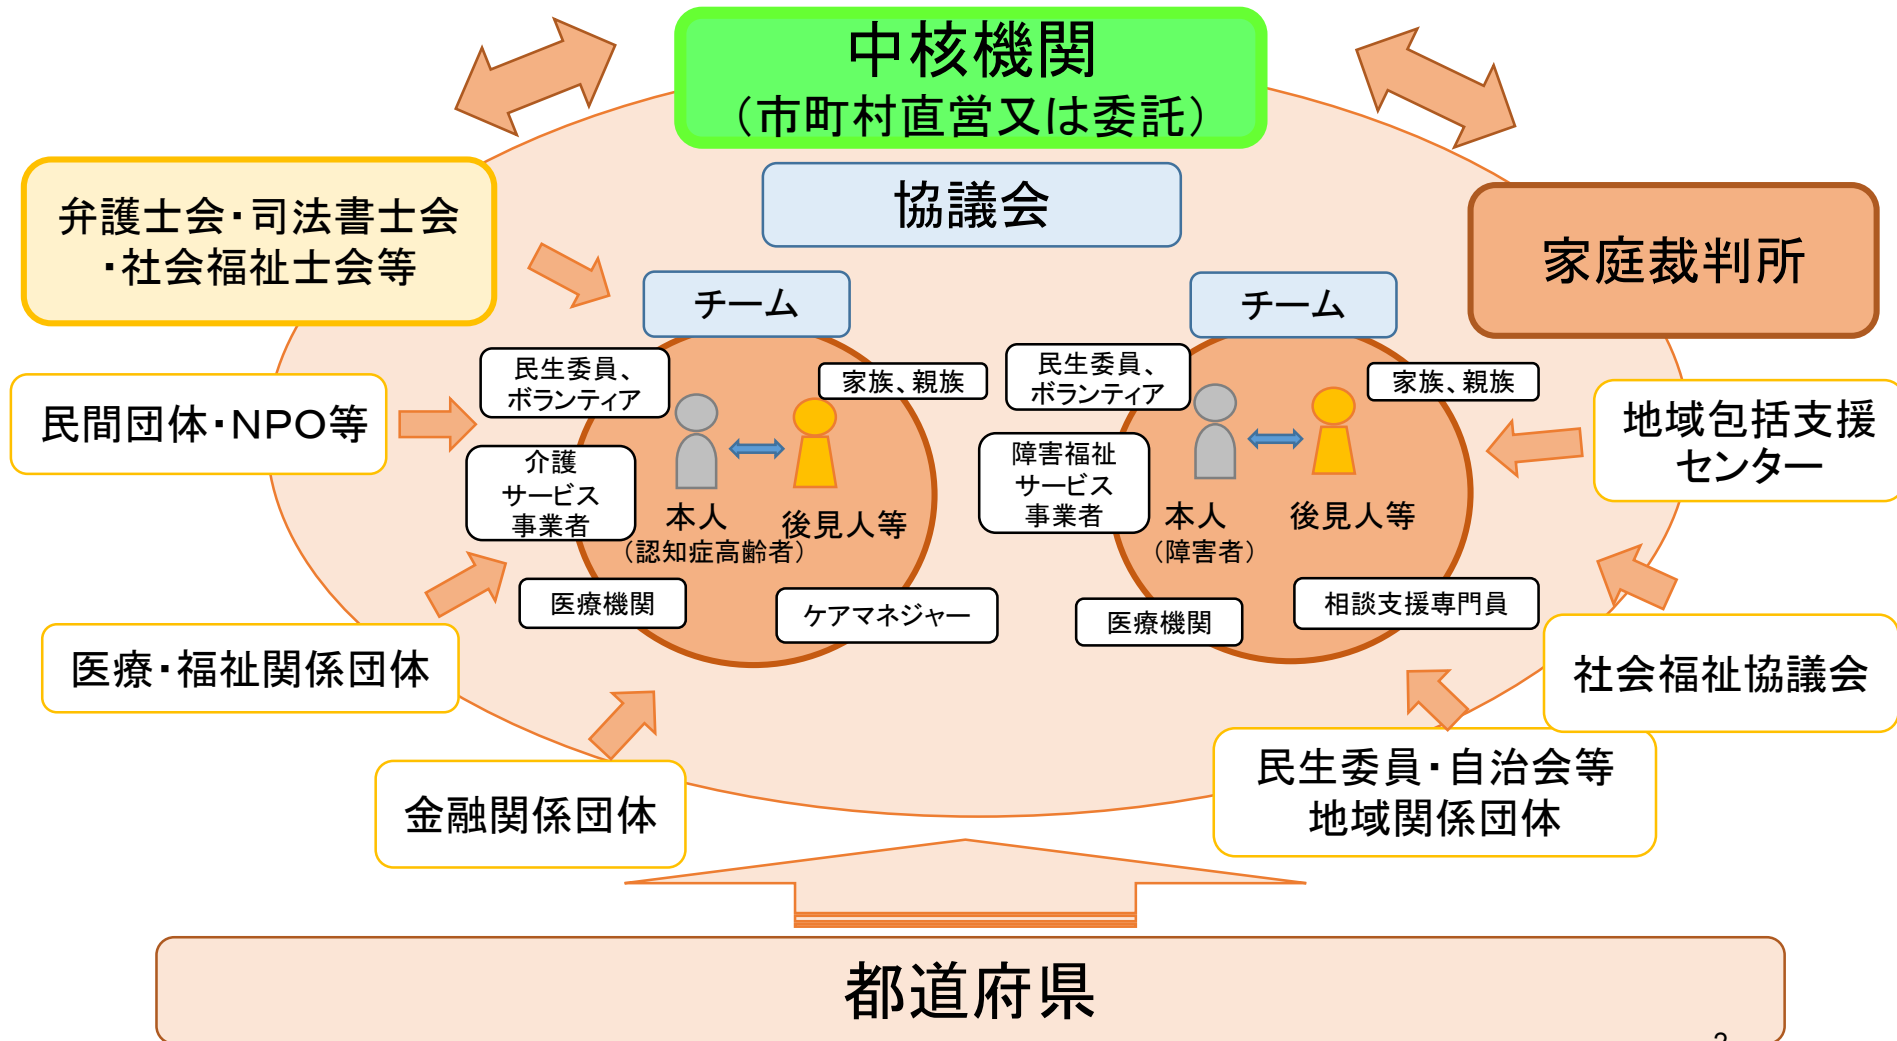 中核機関
（市町村直営又は委託）
協議会
弁護士会・司法書士会
・社会福祉士会等
家庭裁判所
チーム
チーム
民生委員、
ボランティア
家族、親族
民生委員、
ボランティア
家族、親族
民間団体・NPO等
地域包括支援
センター
介護
サービス
事業者
障害福祉
サービス
事業者
本人
（認知症高齢者）
後見人等
本人
（障害者）
後見人等
医療機関
ケアマネジャー
医療機関
相談支援専門員
医療・福祉関係団体
社会福祉協議会
金融関係団体
民生委員・自治会等
地域関係団体
都道府県